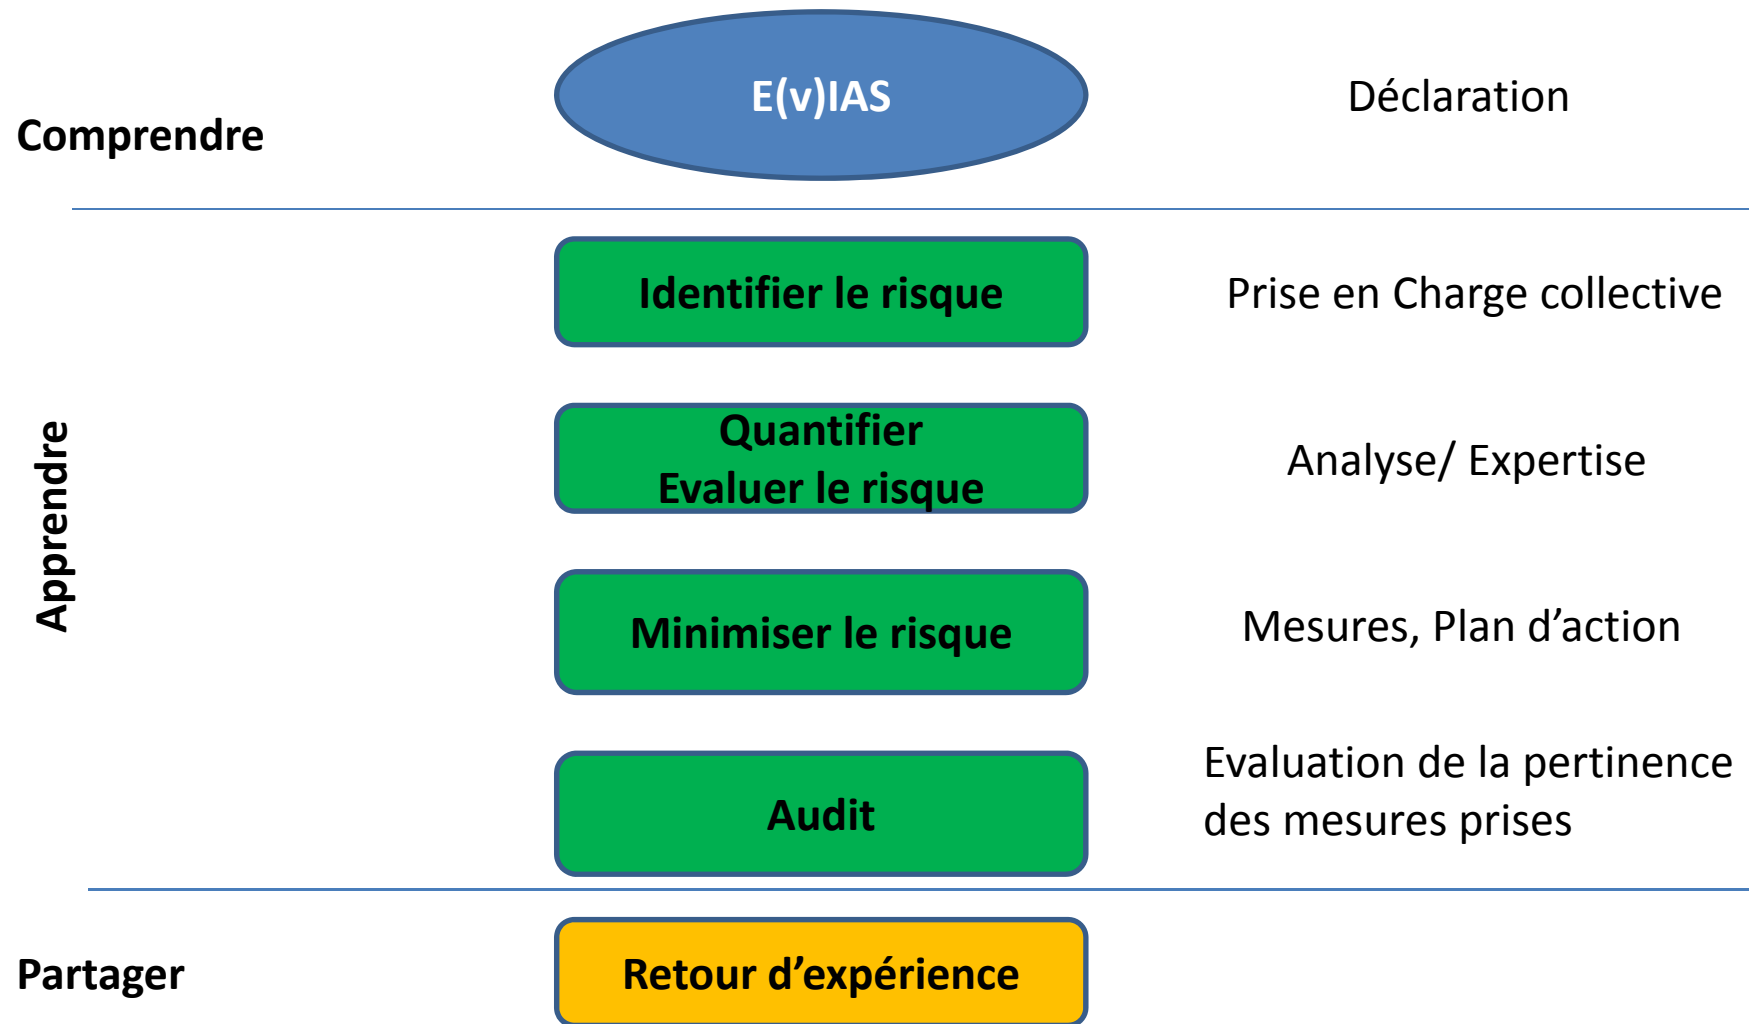 E(v)IAS
Déclaration
Comprendre
Identifier le risque
Prise en Charge collective
Apprendre
Quantifier
Evaluer le risque
Analyse/ Expertise
Minimiser le risque
Mesures, Plan d’action
Audit
Evaluation de la pertinence
des mesures prises
Partager
Retour d’expérience